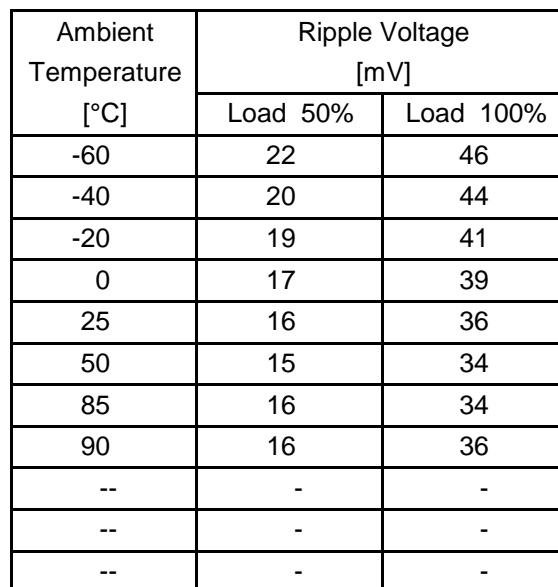 Ambient
Temperature
[°C]
Ripple Voltage
[mV]
Load 50% Load 100%
-60 22 46
-40 20 44
-20 19 41
0 17 39
25 16 36
50 15 34
85 16 34
90 16 36
-- - -
-- - -
-- - -